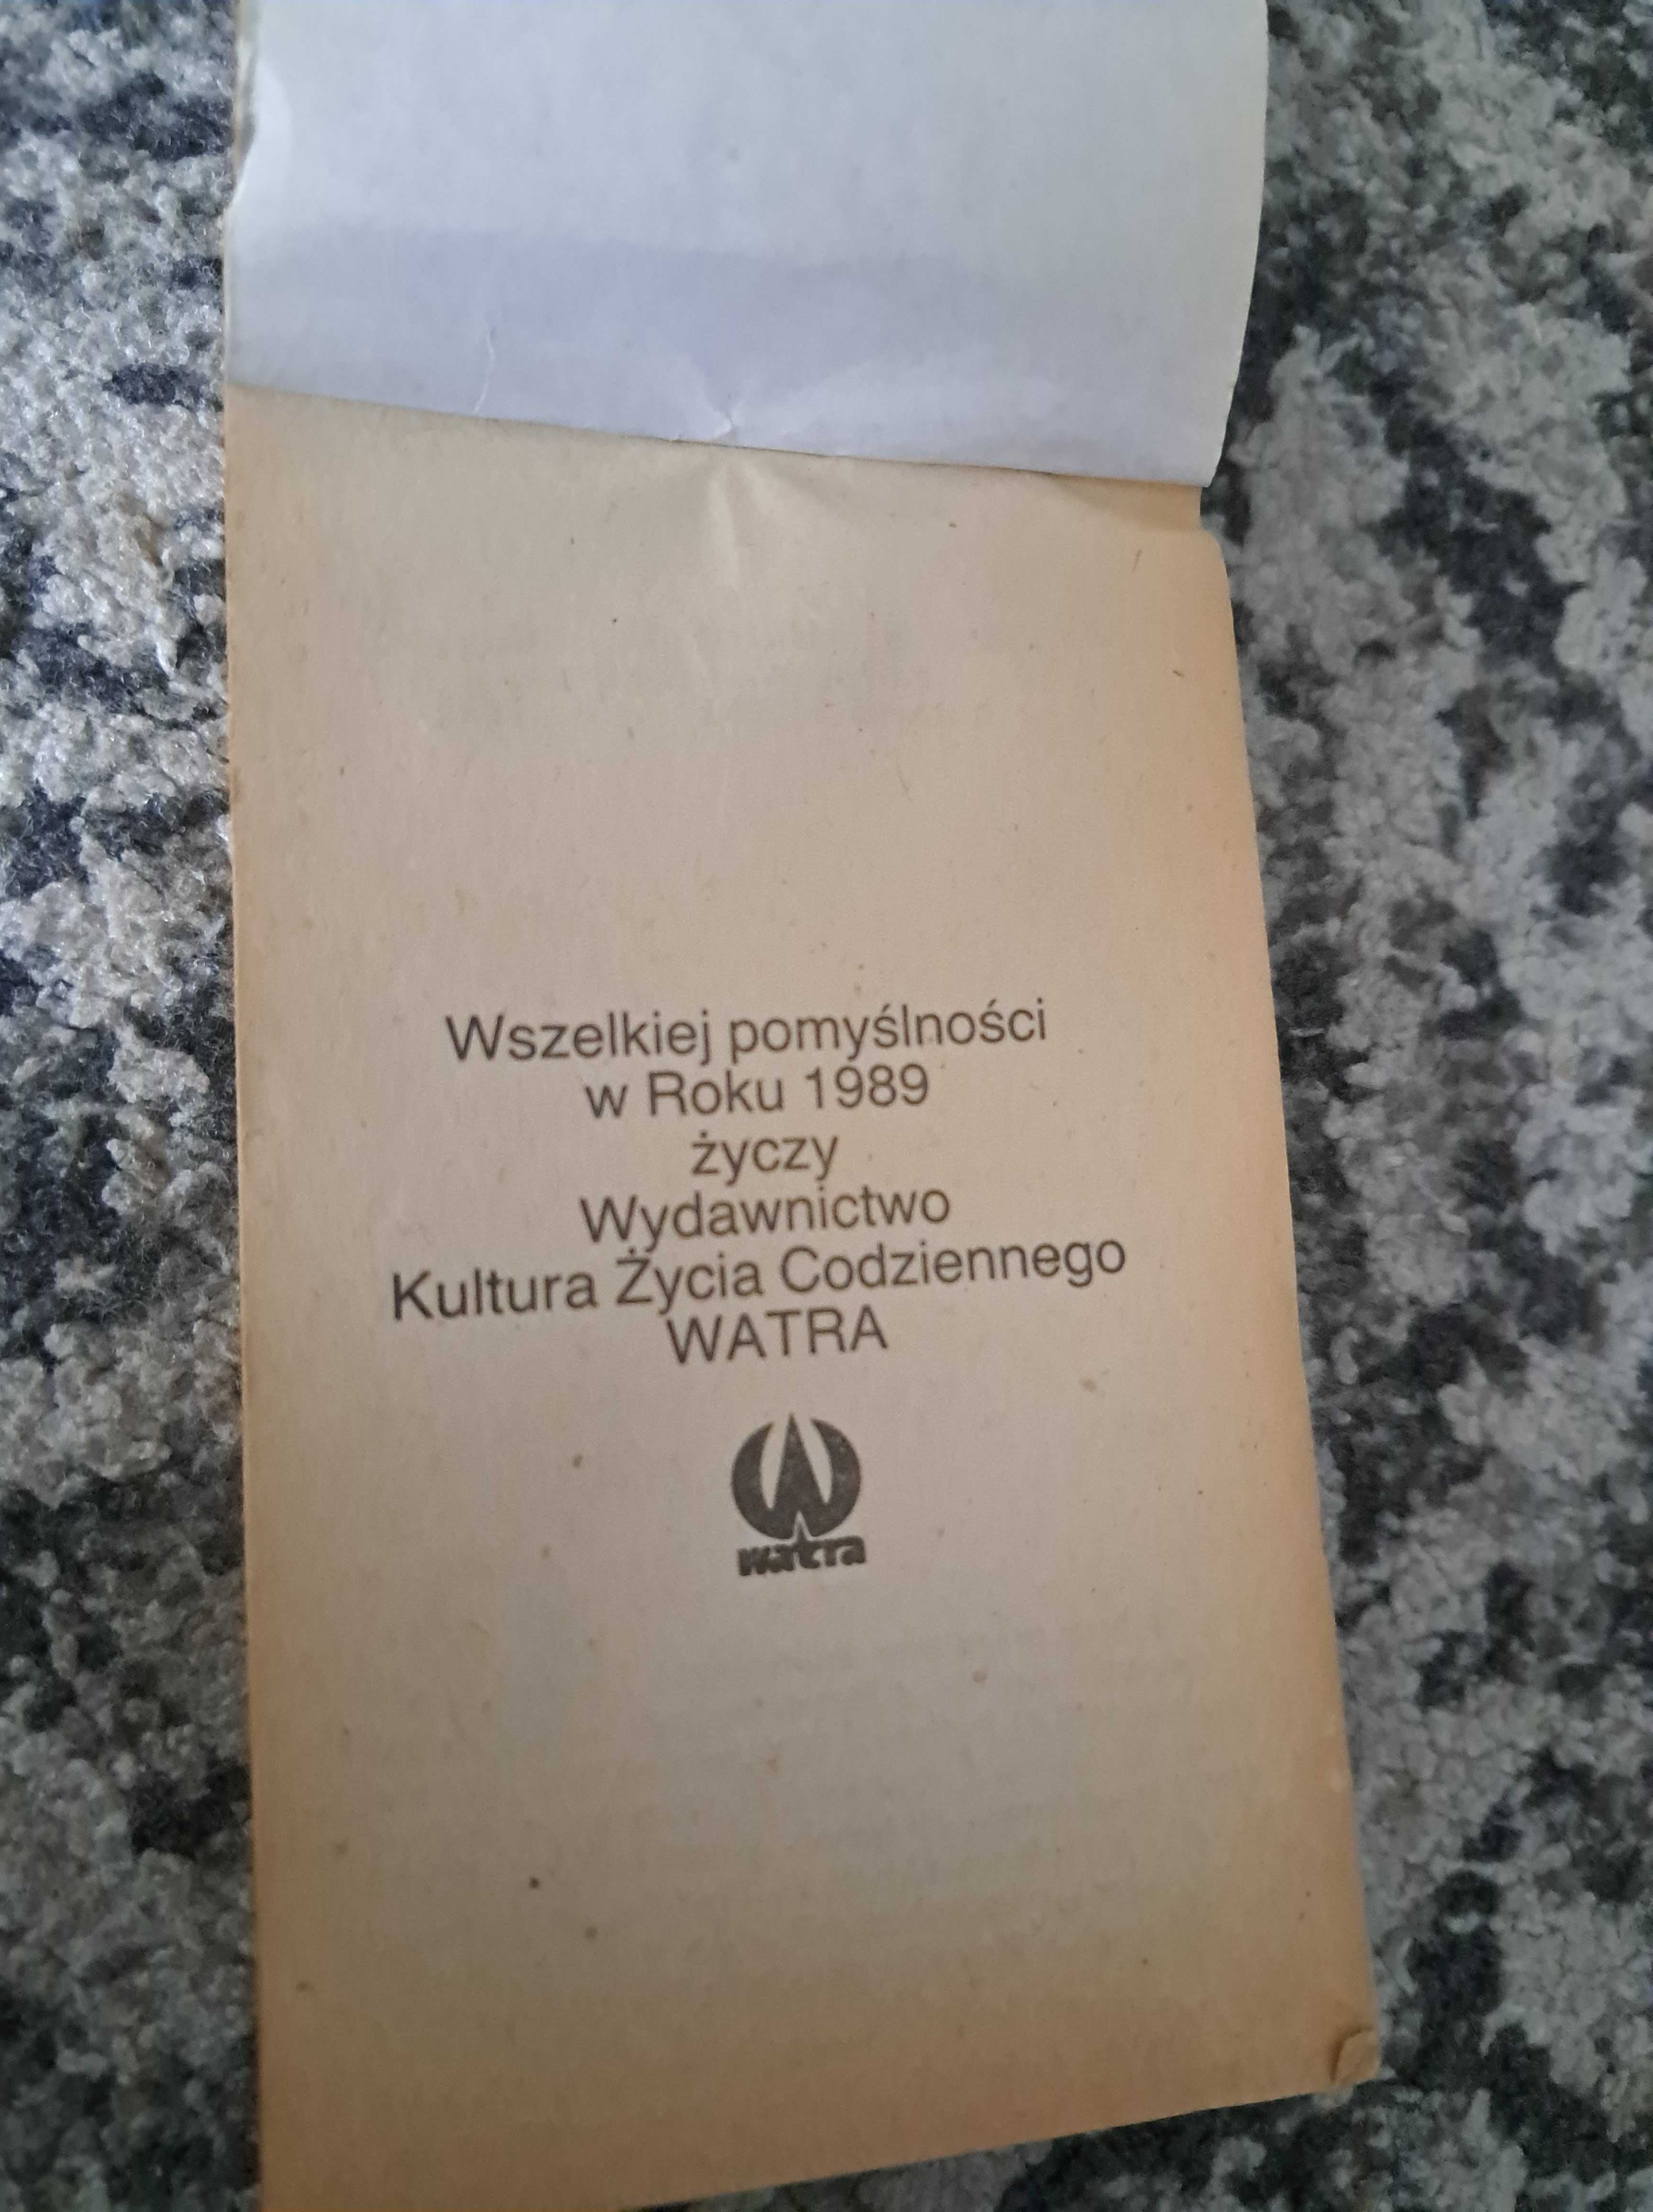 Wszelkiej pomyślności
w Roku 1989
życzy
Wydawnictwo
Kultura Życia Codziennego
WATRA
watra